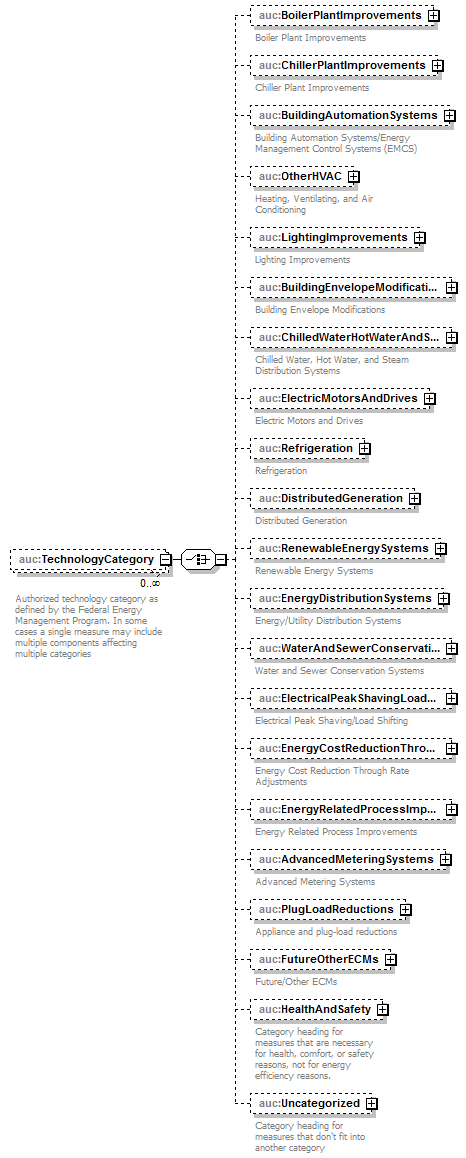 auc:BoilerPlantImprovements
Boiler Plant Improvements
auc:ChillerPlantImprovements
Chiller Plant Improvements
auc:BuildingAutomationSystems
Building Automation Systems/Energy
Management Control Systems (EMCS)
auc:OtherHVAC
Heating, Ventilating, and Air
Conditioning
auc:LightingImprovements
Lighting Improvements
auc:BuildingEnvelopeModificati...
Building Envelope Modifications
auc:ChilledWaterHotWaterAndS...
Chilled Water, Hot Water, and Steam
Distribution Systems
auc:ElectricMotorsAndDrives
Electric Motors and Drives
auc:Refrigeration
Refrigeration
auc:DistributedGeneration
Distributed Generation
auc:TechnologyCategory
0..∞
Authorized technology category as
defined by the Federal Energy
Management Program. In some
cases a single measure may include
multiple components affecting
multiple categories
auc:RenewableEnergySystems
Renewable Energy Systems
auc:EnergyDistributionSystems
Energy/Utility Distribution Systems
auc:WaterAndSewerConservati...
Water and Sewer Conservation Systems
auc:ElectricalPeakShavingLoad...
Electrical Peak Shaving/Load Shifting
auc:EnergyCostReductionThro...
Energy Cost Reduction Through Rate
Adjustments
auc:EnergyRelatedProcessImp...
Energy Related Process Improvements
auc:AdvancedMeteringSystems
Advanced Metering Systems
auc:PlugLoadReductions
Appliance and plug-load reductions
auc:FutureOtherECMs
Future/Other ECMs
auc:HealthAndSafety
Category heading for
measures that are necessary
for health, comfort, or safety
reasons, not for energy
efficiency reasons.
auc:Uncategorized
Category heading for
measures that don't fit into
another category